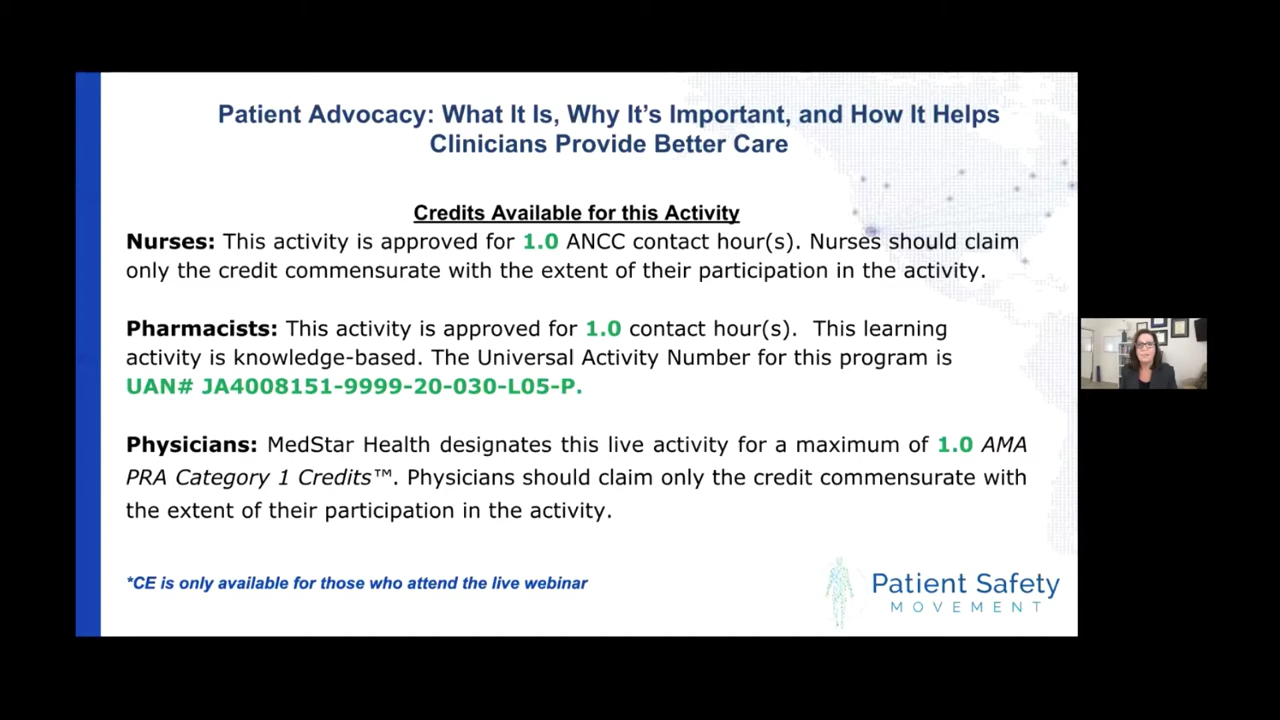 Patient Advocacy: What It Is, Why It's Important, and How It Helps
Clinicians Provide Better Care
Credits Available for this Activity
Nurses: This activity is approved for 1.0 ANCC contact hour(s). Nurses should claim
only the credit commensurate with the extent of their participation in the activity.
Pharmacists: This activity is approved for 1.0 contact hour(s). This learning
activity is knowledge-based. The Universal Activity Number for this program is
UAN# JA4008151-9999-20-030-L05-P.
Physicians: MedStar Health designates this live activity for a maximum of 1.0 AMA
PRA Category 1 Credits™. Physicians should claim only the credit commensurate with
the extent of their participation in the activity.
*CE is only available for those who attend the live webinar
Patient Safety
MOVEMENT